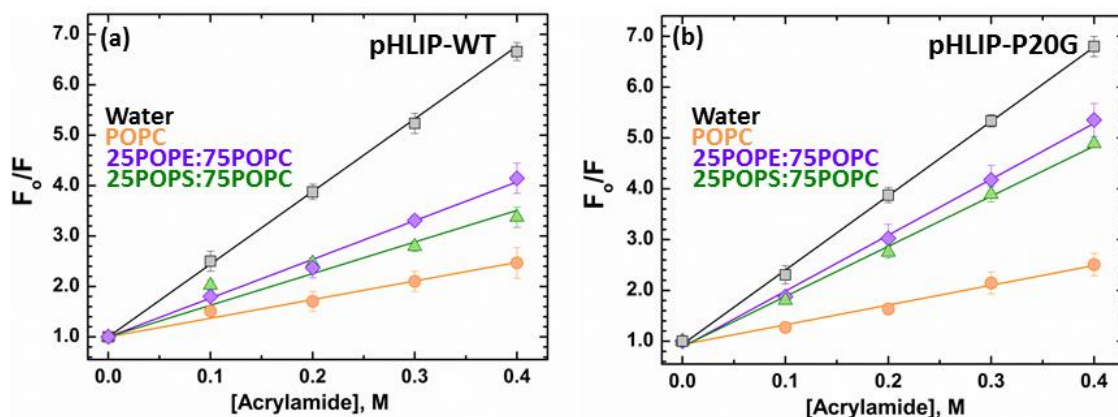 (a)
pHLIP-WT
Water
POPC
25POPE:75POPC
25POPS:75POPC
Fo/F
7.0
6.0
5.0
4.0
3.0
2.0
1.0
0.0
0.1
0.2
0.3
0.4
[Acrylamide], M
(b)
pHLIP-P20G
Water
POPC
25POPE:75POPC
25POPS:75POPC
Fo/F
7.0
6.0
5.0
4.0
3.0
2.0
1.0
0.0
0.1
0.2
0.3
0.4
[Acrylamide], M